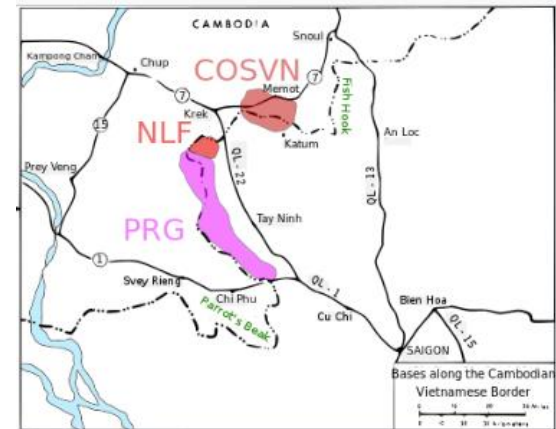 CAMBODIA
Snoul
Kampong Cham
Chup
COSVN
7
Memot
7
Fish Hook
Krek
15
NLF
Katum
An Loc
QL-22
Prey Veng
QL-13
Tay Ninh
PRG
1
Svey Rieng
QL-1
Chi Phu
Bien Hoa
Parrot's Beak
Cu Chi
QL-15
SAIGON
Bases along the Cambodian
Vietnamese Border